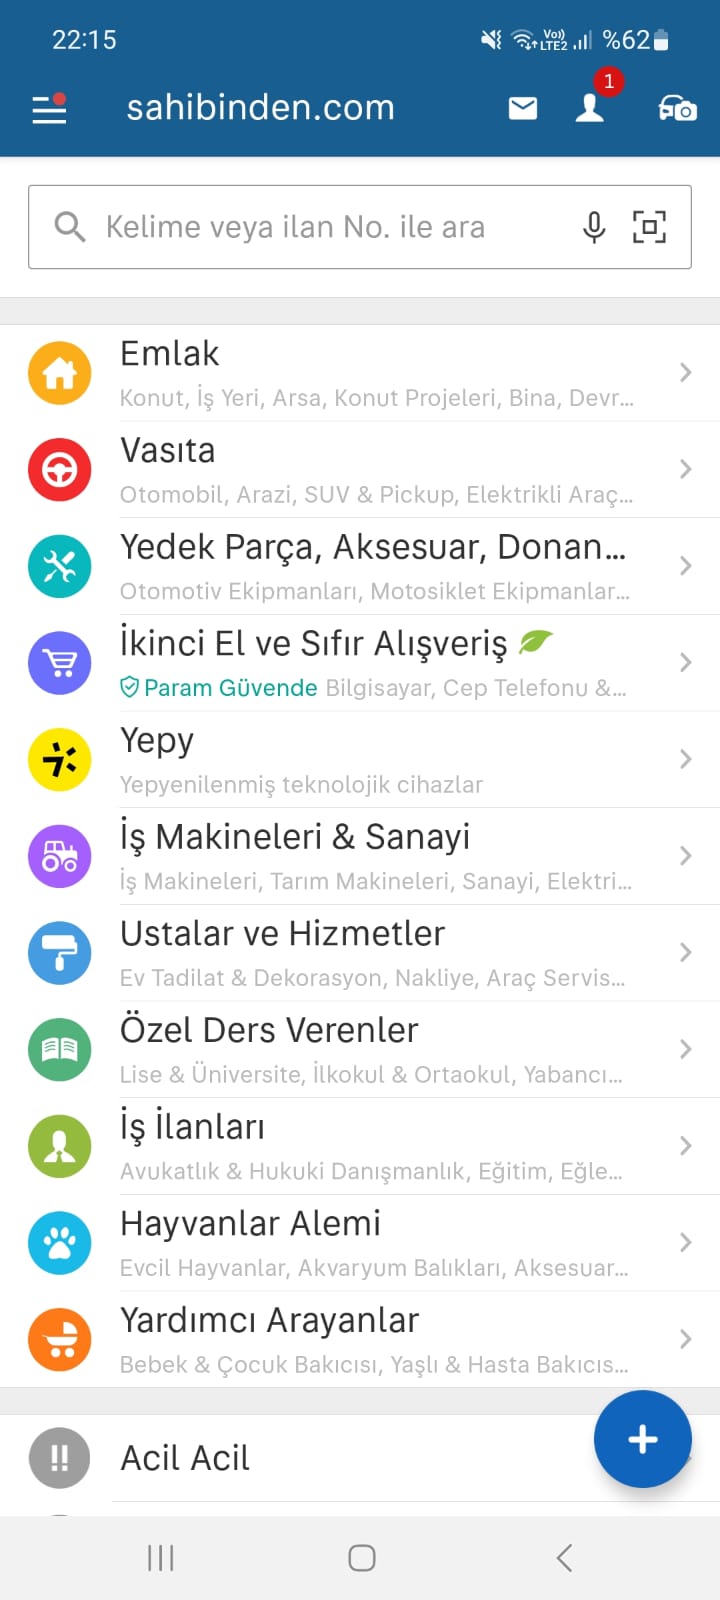 22:15
Vo)) LTE2 %62
1
sahibinden.com
Kelime veya ilan No. ile ara
Emlak
Konut, İş Yeri, Arsa, Konut Projeleri, Bina, Devr...
Vasıta
Otomobil, Arazi, SUV & Pickup, Elektrikli Araç...
Yedek Parça, Aksesuar, Donan...
Otomotiv Ekipmanları, Motosiklet Ekipmanlar...
İkinci El ve Sıfır Alışveriş
Param Güvende Bilgisayar, Cep Telefonu &...
Yepy
Yepyenilenmiş teknolojik cihazlar
İş Makineleri & Sanayi
İş Makineleri, Tarım Makineleri, Sanayi, Elektri...
Ustalar ve Hizmetler
Ev Tadilat & Dekorasyon, Nakliye, Araç Servis...
Özel Ders Verenler
Lise & Üniversite, İlkokul & Ortaokul, Yabancı...
İş İlanları
Avukatlık & Hukuki Danışmanlık, Eğitim, Eğle...
Hayvanlar Alemi
Evcil Hayvanlar, Akvaryum Balıkları, Aksesuar...
Yardımcı Arayanlar
Bebek & Çocuk Bakıcısı, Yaşlı & Hasta Bakıcıs...
Acil Acil